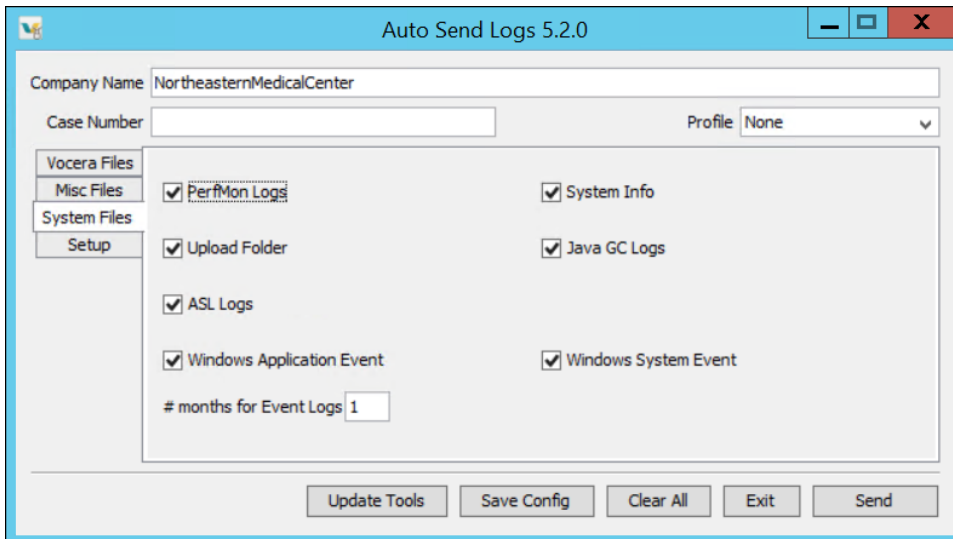 Auto Send Logs 5.2.0
X
Company Name NortheasternMedicalCenter
Case Number Profile None
Vocera Files
Misc Files
System Files
Setup
PerfMon Logs System Info
Upload Folder Java GC Logs
ASL Logs
Windows Application Event Windows System Event
# months for Event Logs 1
Update Tools Save Config Clear All Exit Send